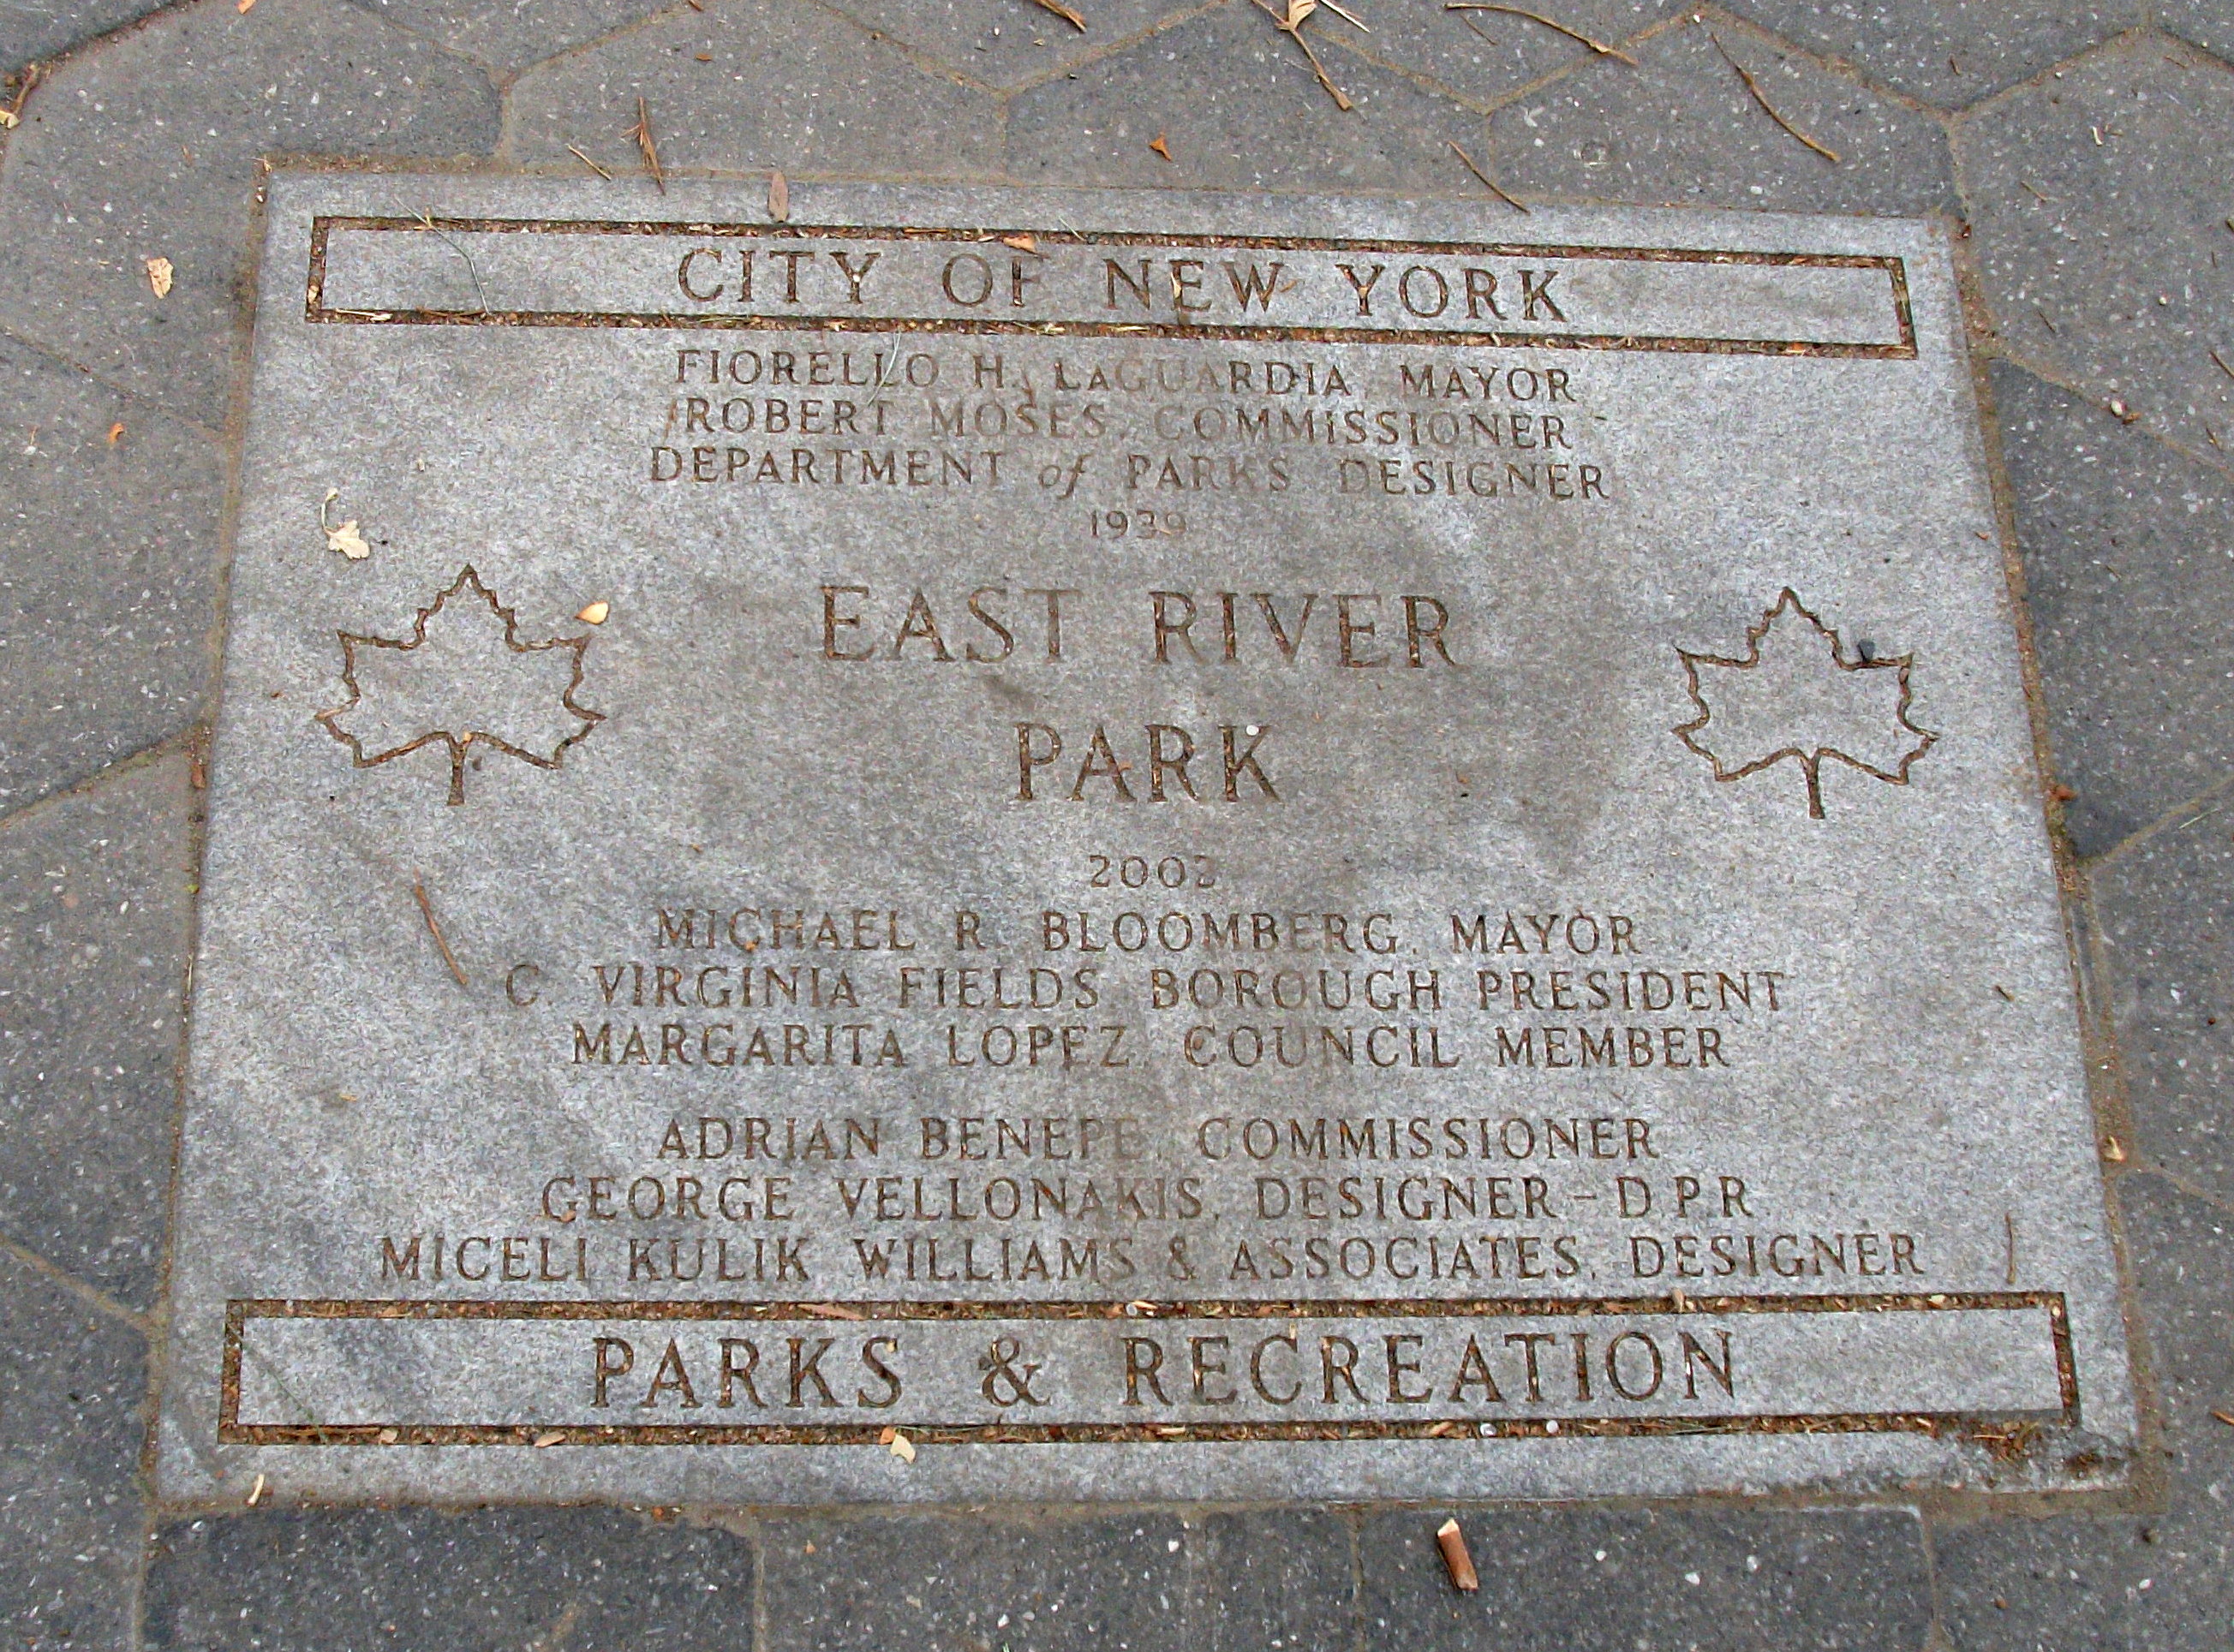 CITY OF NEW YORK
FIORELLO H. LAGUARDIA, MAYOR
ROBERT MOSES, COMMISSIONER
DEPARTMENT of PARKS DESIGNER
1939
EAST RIVER
PARK
MICHAEL R. BLOOMBERG, MAYOR
C VIRGINIA FIELDS, BOROUGH PRESIDENT
MARGARITA LOPEZ, COUNCIL MEMBER
ADRIAN BENEPE, COMMISSIONER
GEORGE VELLONAKIS, DESIGNER - D P R
MICELI KULIK WILLIAMS & ASSOCIATES, DESIGNER
PARKS & RECREATION